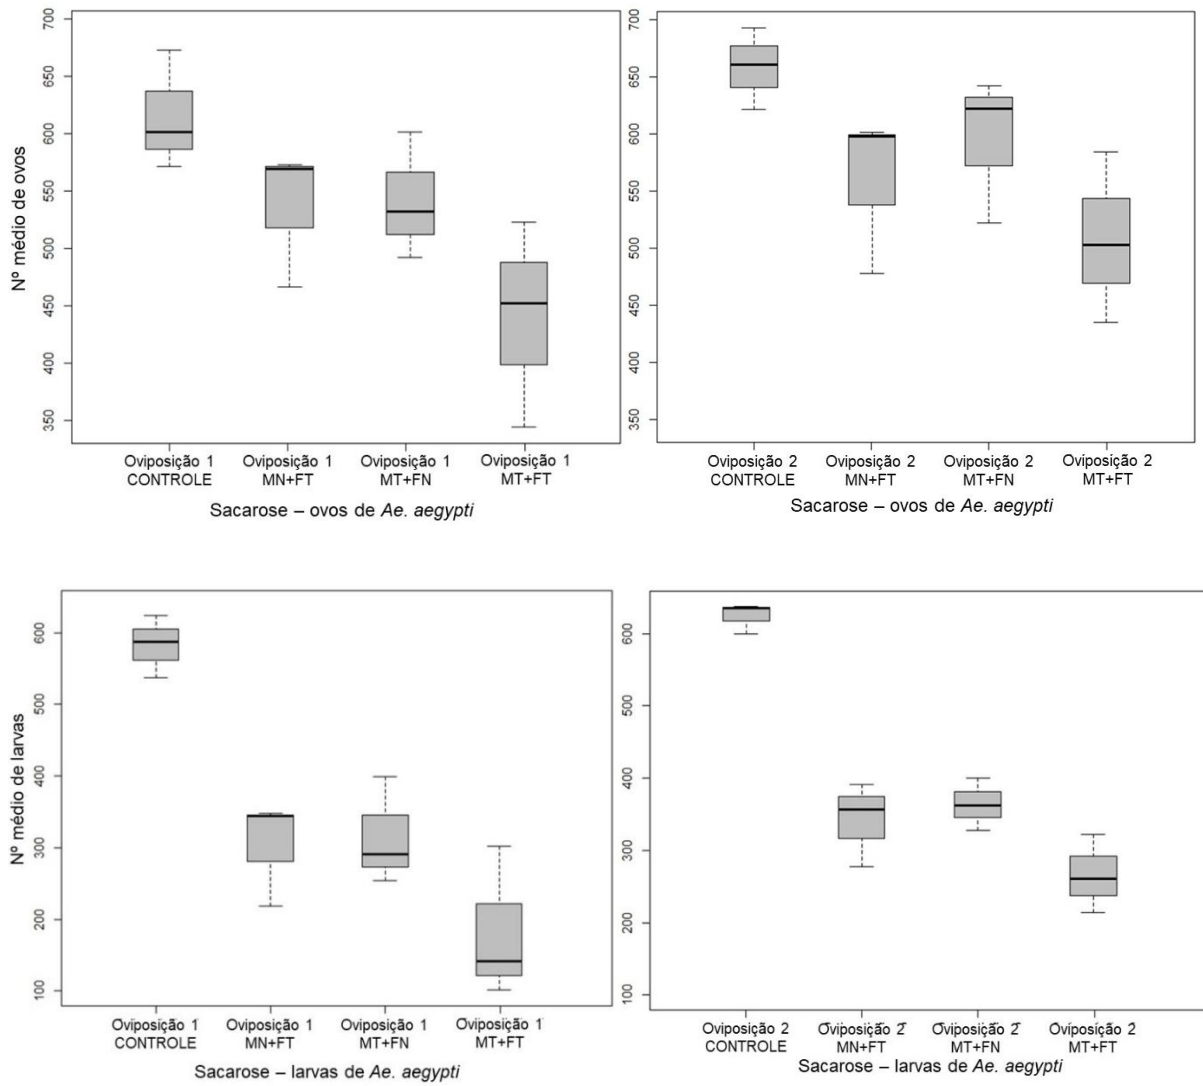 Nº médio de ovos
700
650
600
550
500
450
400
350
Oviposição 1
CONTROLE
Oviposição 1
MN+FT
Oviposição 1
MT+FN
Oviposição 1
MT+FT
Sacarose – ovos de Ae. aegypti
700
650
600
550
500
450
400
350
Oviposição 2
CONTROLE
Oviposição 2
MN+FT
Oviposição 2
MT+FN
Oviposição 2
MT+FT
Sacarose – ovos de Ae. aegypti
Nº médio de larvas
600
500
400
300
200
100
Oviposição 1
CONTROLE
Oviposição 1
MN+FT
Oviposição 1
MT+FN
Oviposição 1
MT+FT
Sacarose – larvas de Ae. aegypti
600
500
400
300
200
100
Oviposição 2
CONTROLE
Oviposição 2
MN+FT
Oviposição 2
MT+FN
Oviposição 2
MT+FT
Sacarose – larvas de Ae. aegypti